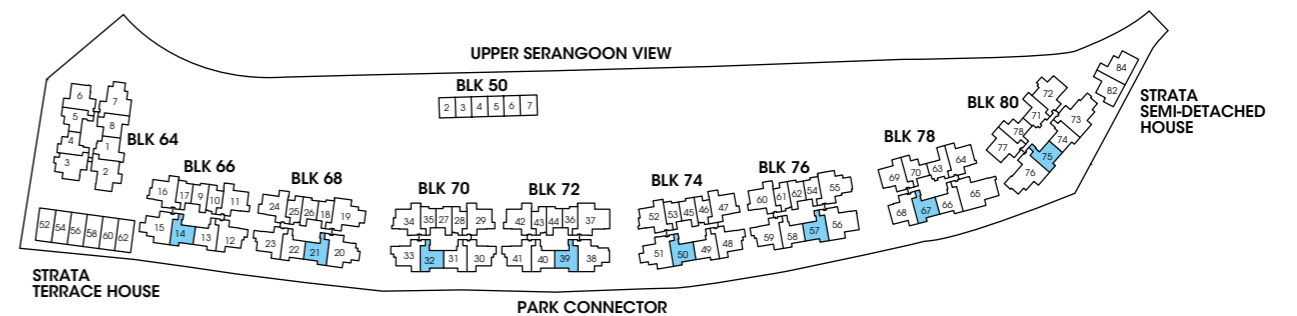 UPPER SERANGOON VIEW
BLK 50
2 3 4 5 6 7
BLK 64
6 7
5 8
4 1
3 2
BLK 66
16 17 9 10 11
15 14 13 12
BLK 68
24 25 26 18 19
23 22 21 20
BLK 70
34 35 27 28 29
33 32 31 30
BLK 72
42 43 44 36 37
41 40 39 38
BLK 74
52 53 45 46 47
51 50 49 48
BLK 76
60 61 62 54 55
59 58 57 56
BLK 78
69 70 63 64
68 67 66 65
BLK 80
72
71 73
78 74
77 75
76
84
82
STRATA
SEMI-DETACHED
HOUSE
52 54 56 58 60 62
STRATA
TERRACE HOUSE
PARK CONNECTOR